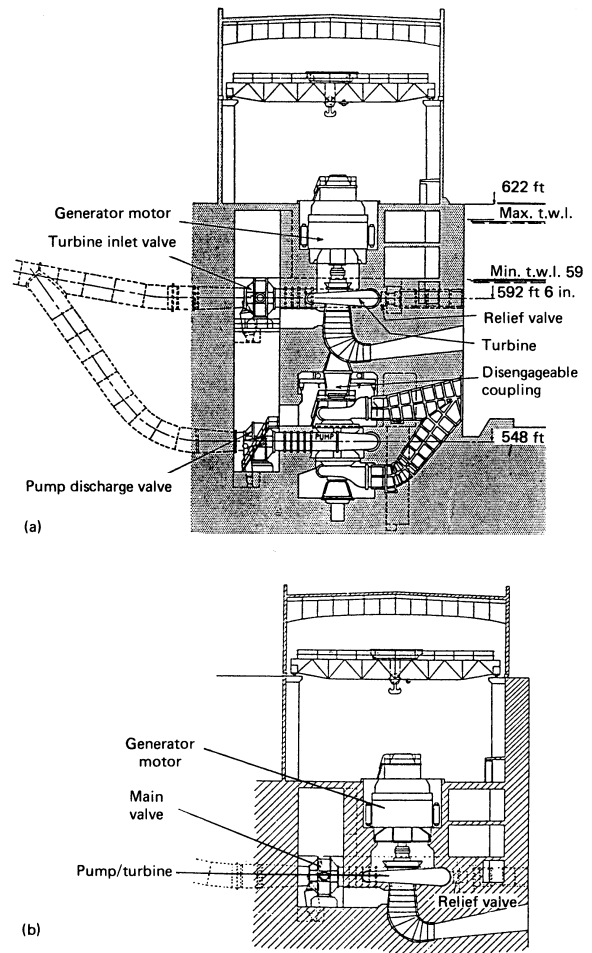 622 ft
Max. t.w.l.
Generator motor
Turbine inlet valve
Min. t.w.l. 59
592 ft 6 in.
Relief valve
Turbine
Disengageable
coupling
PUMP
548 ft
Pump discharge valve
(a)
Generator
motor
Main
valve
Pump/turbine
Relief valve
(b)